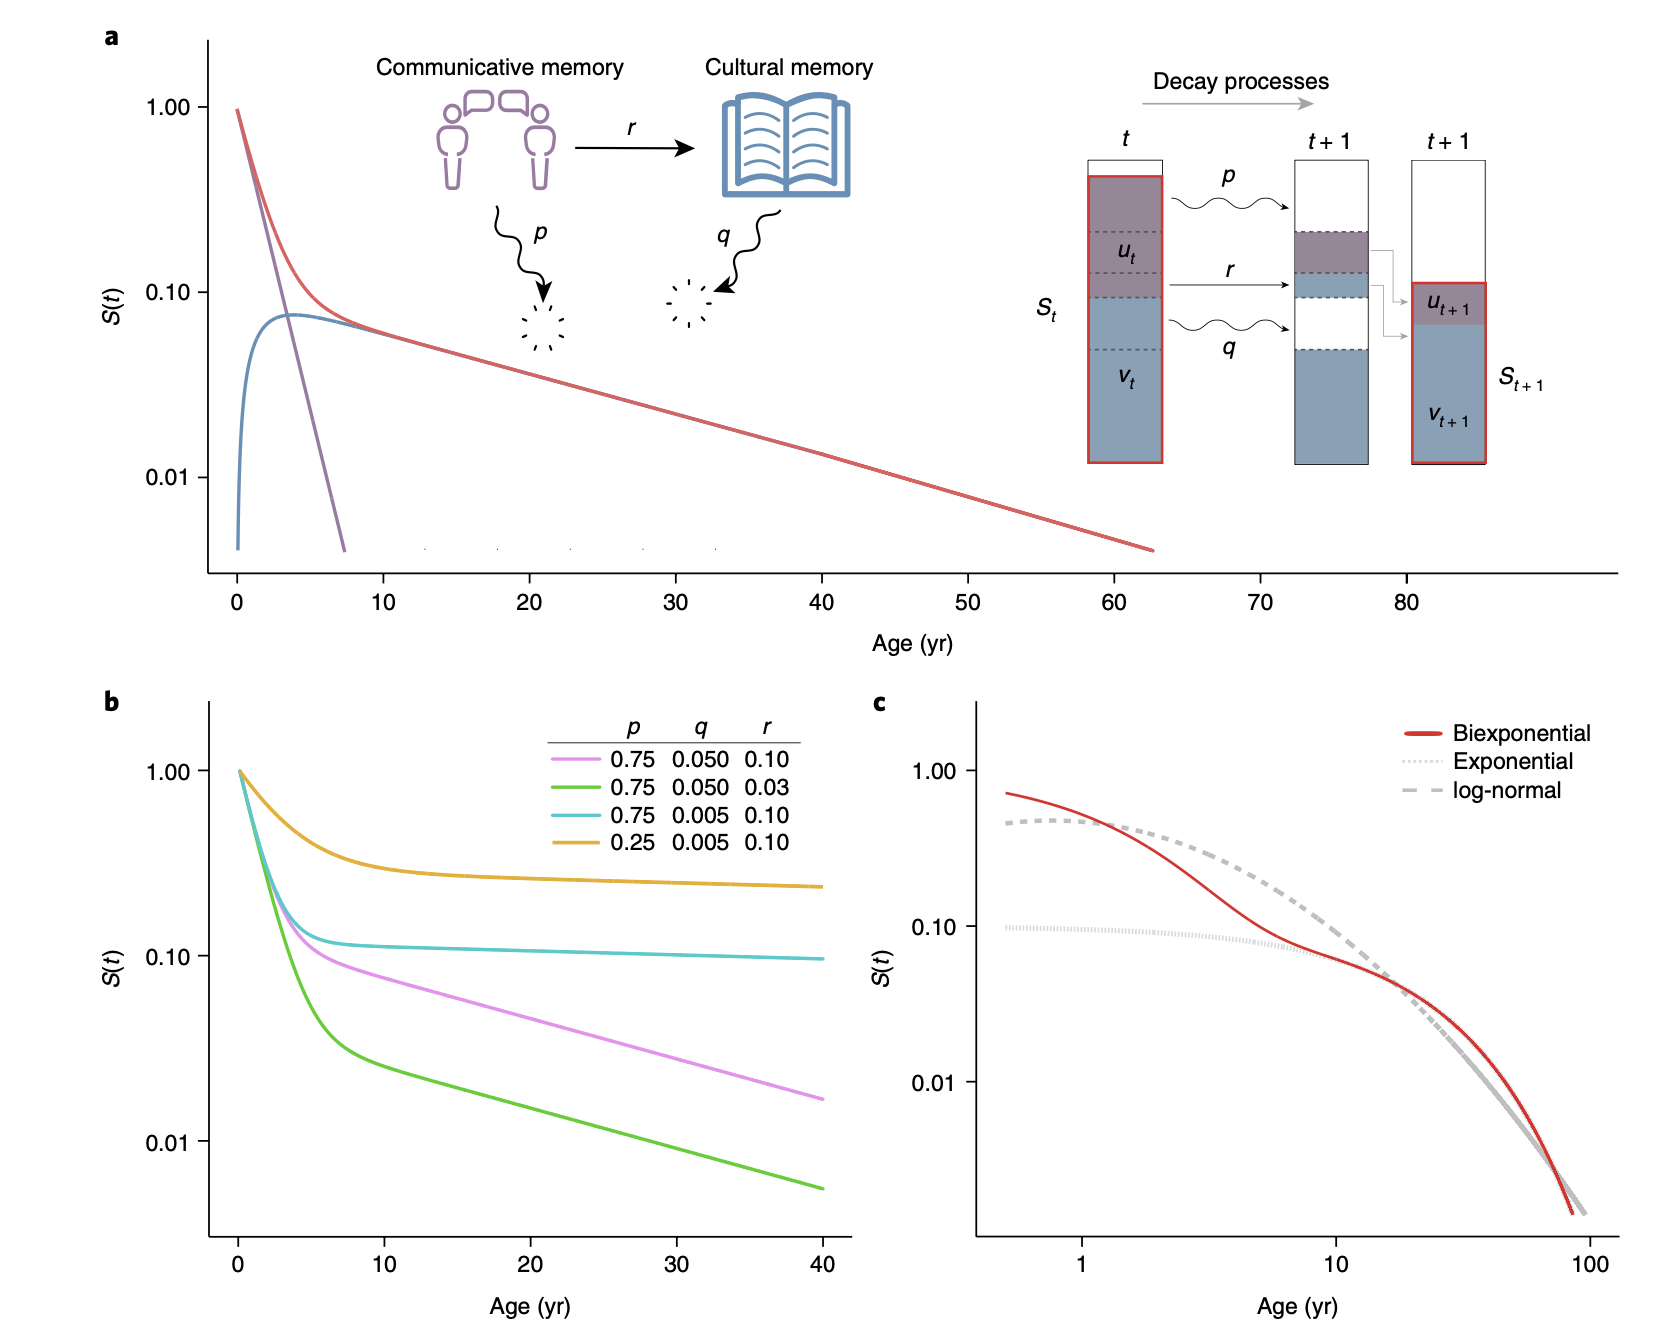 a
Communicative memory
Cultural memory
Decay processes
1.00
0.10
0.01
S(t)
r
p
q
t
t + 1
t + 1
p
r
q
S_t
u_t
v_t
u_{t + 1}
v_{t + 1}
S_{t + 1}
0 10 20 30 40 50 60 70 80
Age (yr)
b
p q r
0.75 0.050 0.10
0.75 0.050 0.03
0.75 0.005 0.10
0.25 0.005 0.10
1.00
0.10
0.01
S(t)
0 10 20 30 40
Age (yr)
c
Biexponential
Exponential
log-normal
1.00
0.10
0.01
S(t)
1 10 100
Age (yr)